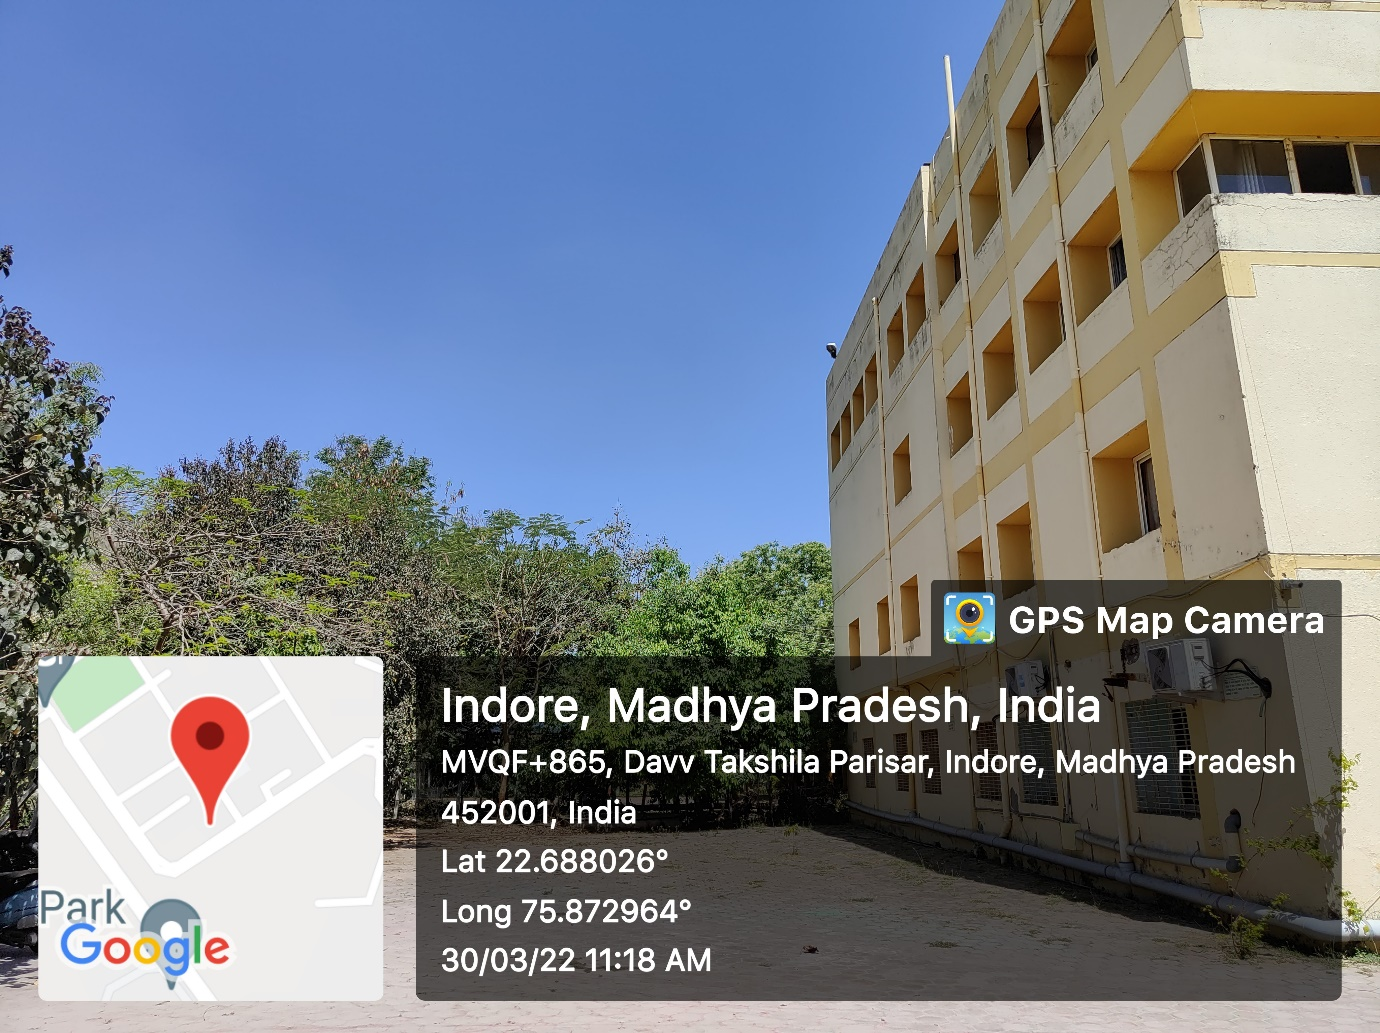 GPS Map Camera
Indore, Madhya Pradesh, India
MVQF+865, Davv Takshila Parisar, Indore, Madhya Pradesh
452001, India
Lat 22.688026°
Long 75.872964°
30/03/22 11:18 AM
Park
Google